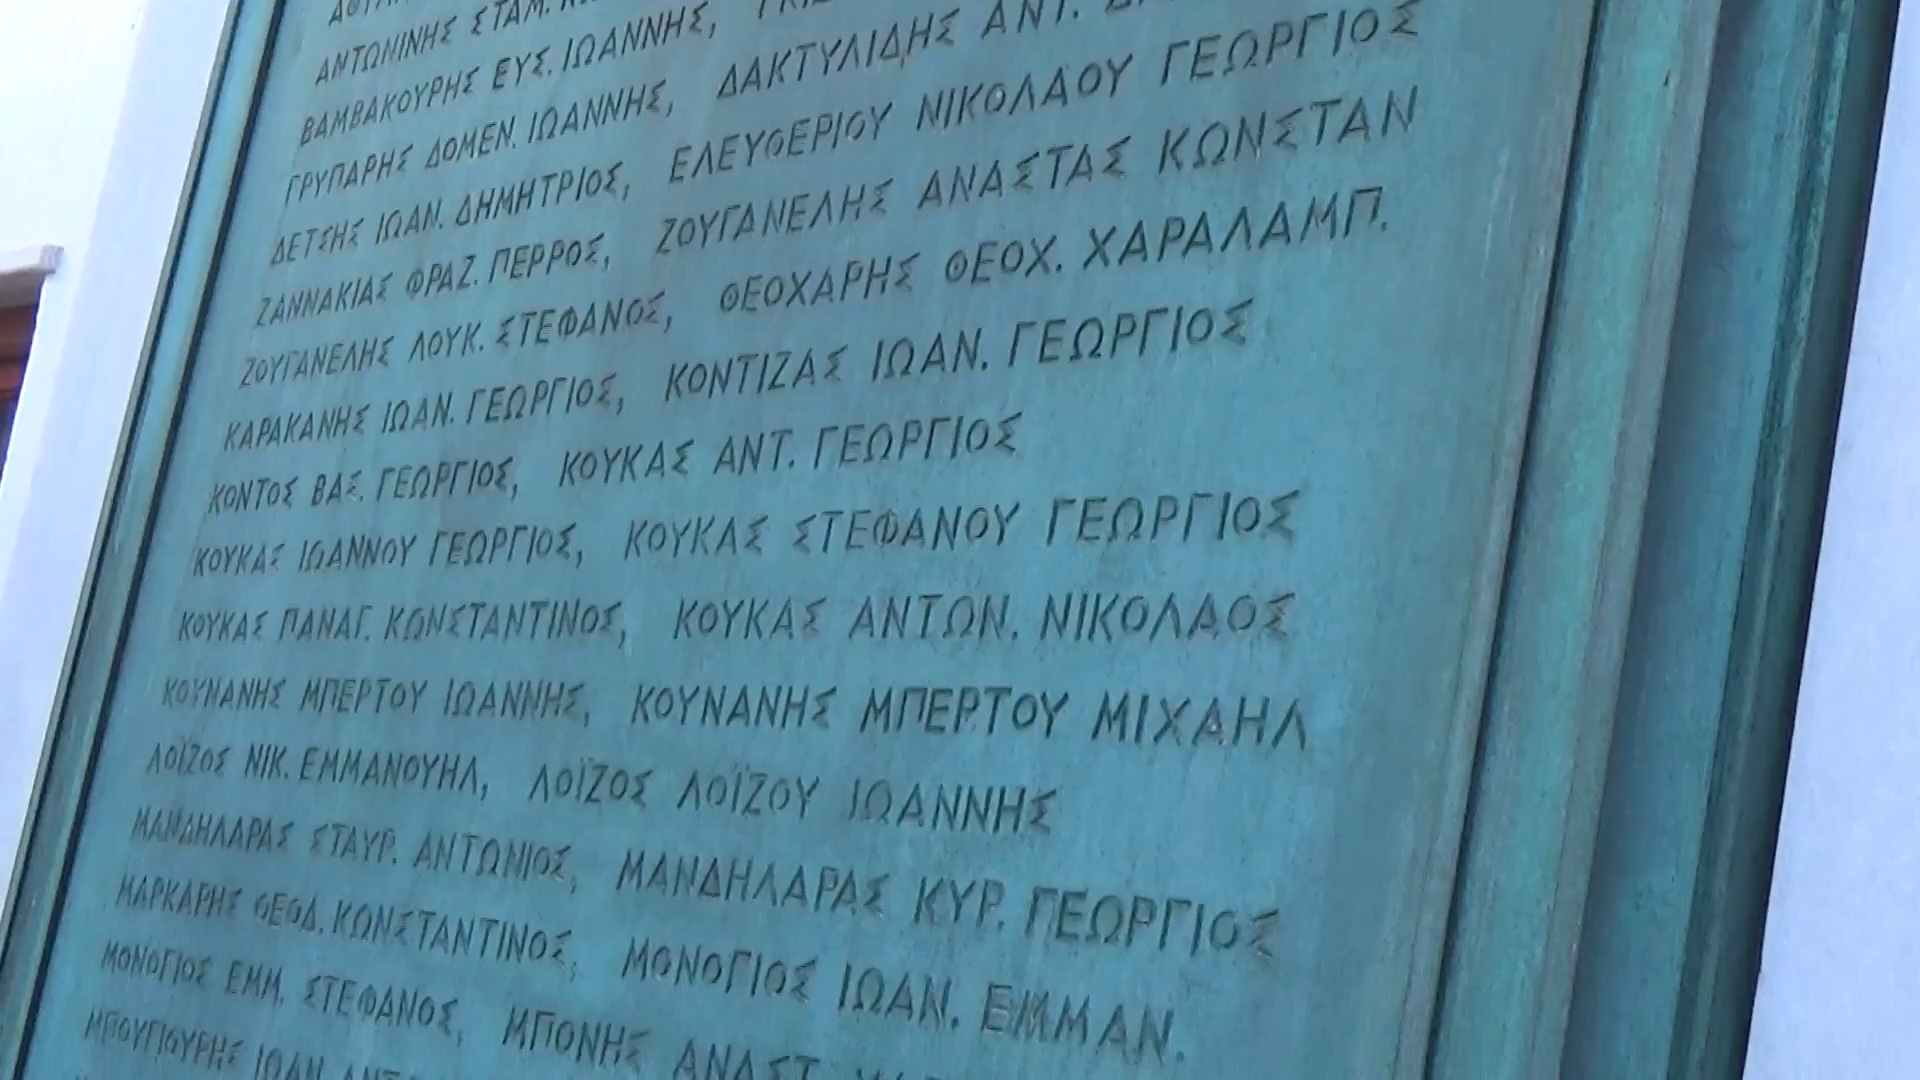 ΑΝΤΩΝΙΝΗΣ ΣΤΑΜ.
ΒΑΜΒΑΚΟΥΡΗΣ ΕΥΣ. ΙΩΑΝΝΗΣ,
ΓΡΥΠΑΡΗΣ ΔΟΜΕΝ. ΙΩΑΝΝΗΣ, ΔΑΚΤΥΛΙΔΗΣ ΑΝΤ.
ΔΕΤΣΗΣ ΙΩΑΝ. ΔΗΜΗΤΡΙΟΣ, ΕΛΕΥΘΕΡΙΟΥ ΝΙΚΟΛΑΟΥ ΓΕΩΡΓΙΟΣ
ΖΑΝΝΑΚΙΑΣ ΦΡΑΖ. ΠΕΡΡΟΣ, ΖΟΥΓΑΝΕΛΗΣ ΑΝΑΣΤΑΣ ΚΩΝΣΤΑΝ
ΖΟΥΓΑΝΕΛΗΣ ΛΟΥΚ. ΣΤΕΦΑΝΟΣ, ΘΕΟΧΑΡΗΣ ΘΕΟΧ. ΧΑΡΑΛΑΜΠ.
ΚΑΡΑΚΑΝΗΣ ΙΩΑΝ. ΓΕΩΡΓΙΟΣ, ΚΟΝΤΙΖΑΣ ΙΩΑΝ. ΓΕΩΡΓΙΟΣ
ΚΟΝΤΟΣ ΒΑΣ. ΓΕΩΡΓΙΟΣ, ΚΟΥΚΑΣ ΑΝΤ. ΓΕΩΡΓΙΟΣ
ΚΟΥΚΑΣ ΙΩΑΝΝΟΥ ΓΕΩΡΓΙΟΣ, ΚΟΥΚΑΣ ΣΤΕΦΑΝΟΥ ΓΕΩΡΓΙΟΣ
ΚΟΥΚΑΣ ΠΑΝΑΓ. ΚΩΝΣΤΑΝΤΙΝΟΣ, ΚΟΥΚΑΣ ΑΝΤΩΝ. ΝΙΚΟΛΑΟΣ
ΚΟΥΝΑΝΗΣ ΜΠΕΡΤΟΥ ΙΩΑΝΝΗΣ, ΚΟΥΝΑΝΗΣ ΜΠΕΡΤΟΥ ΜΙΧΑΗΛ
ΛΟΪΖΟΣ ΝΙΚ. ΕΜΜΑΝΟΥΗΛ, ΛΟΪΖΟΣ ΛΟΪΖΟΥ ΙΩΑΝΝΗΣ
ΜΑΝΔΗΛΑΡΑΣ ΣΤΑΥΡ. ΑΝΤΩΝΙΟΣ, ΜΑΝΔΗΛΑΡΑΣ ΚΥΡ. ΓΕΩΡΓΙΟΣ
ΜΑΡΚΑΡΗΣ ΘΕΟΔ. ΚΩΝΣΤΑΝΤΙΝΟΣ, ΜΟΝΟΓΙΟΣ ΙΩΑΝ. ΕΜΜΑΝ.
ΜΟΝΟΓΙΟΣ ΕΜΜ. ΣΤΕΦΑΝΟΣ, ΜΠΟΝΗΣ ΑΝΑΣΤ.
ΜΠΟΥΓΙΟΥΡΗΣ ΙΩΑΝ.